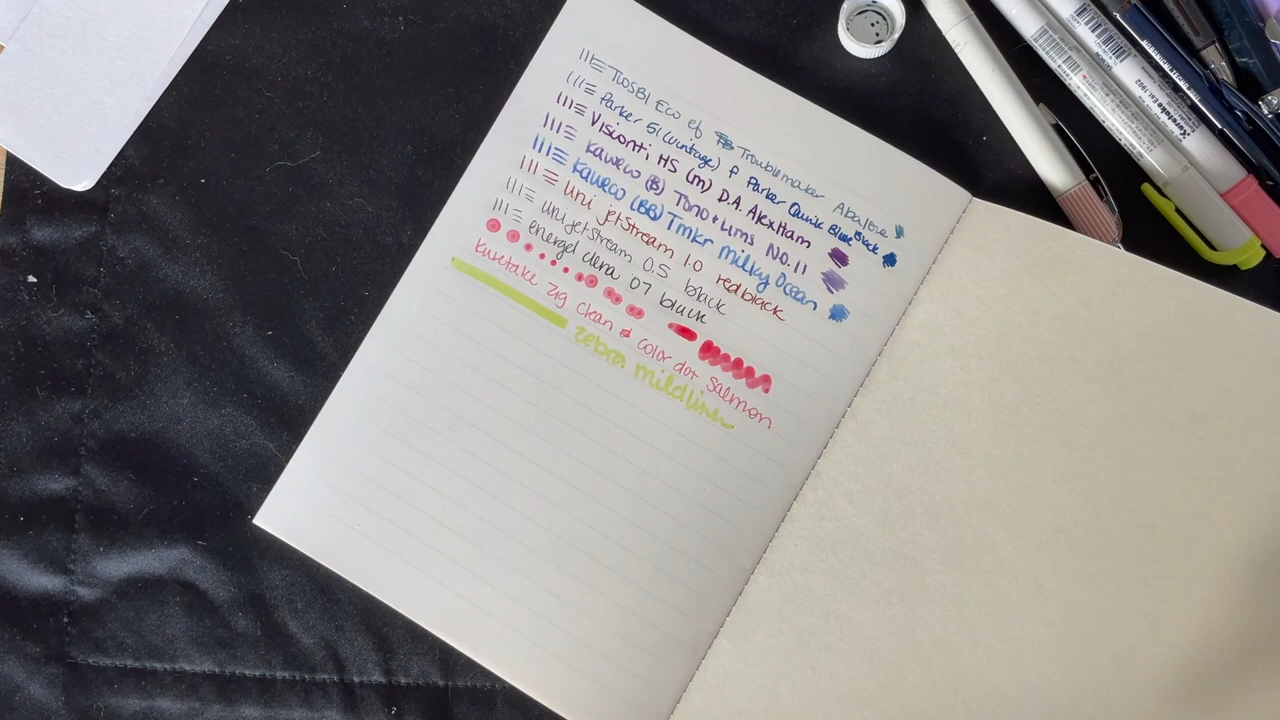 TWSBI Eco ef Troublemaker Abalone
Parker 51 (vintage) f Parker Quink Blue Black
Visconti HS (m) D.A. Alex Ham
Kaweco (B) Tono+Lims No.11
Kaweco (BB) Tmkr milky Ocean
uni jetstream 1.0 red black
uni jetstream 0.5 black
energel clena 07 black
kuretake zig clean & color dot salmon
zebra mildliner